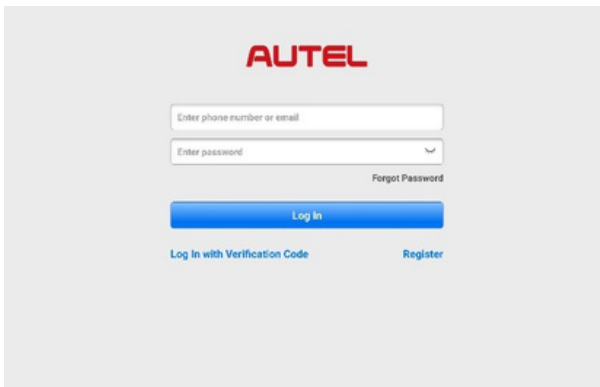 AUTEL
Enter phone number or email
Enter password
Forgot Password
Log In
Log In with Verification Code Register